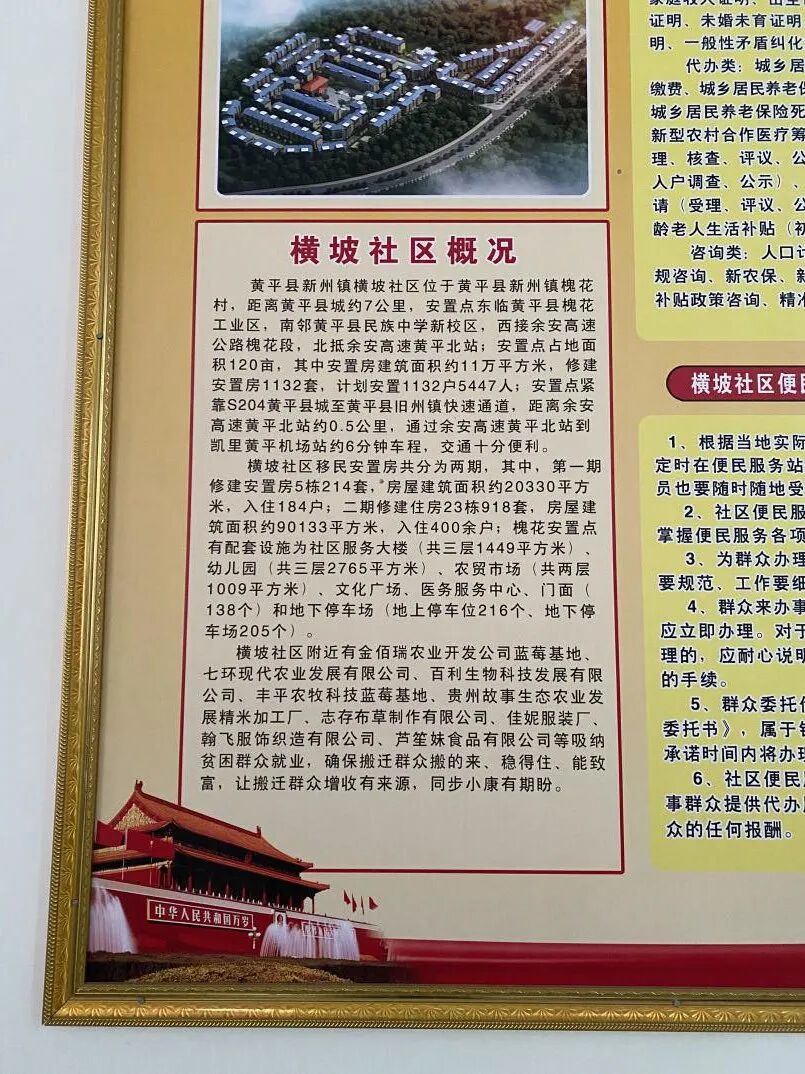 横坡社区概况
黄平县新州镇横坡社区位于黄平县新州镇槐花
村，距离黄平县城约7公里，安置点东临黄平县槐花
工业区，南邻黄平县民族中学新校区，西接余安高速
公路槐花段，北抵余安高速黄平北站；安置点占地面
积120亩，其中安置房建筑面积约11万平方米，修建
安置房1132套，计划安置1132户5447人；安置点紧
靠S204黄平县城至黄平县旧州镇快速通道，距离余安
高速黄平北站约0.5公里，通过余安高速黄平北站到
凯里黄平机场站约6分钟车程，交通十分便利。
横坡社区移民安置房共分为两期，其中，第一期
修建安置房5栋214套，房屋建筑面积约20330平方
米，入住184户；二期修建住房23栋918套，房屋建
筑面积约90133平方米，入住400余户；槐花安置点
有配套设施为社区服务大楼（共三层1449平方米）、
幼儿园（共三层2765平方米）、农贸市场（共两层
1009平方米）、文化广场、医务服务中心、门面（
138个）和地下停车场（地上停车位216个、地下停
车场205个）。
横坡社区附近有金佰瑞农业开发公司蓝莓基地、
七环现代农业发展有限公司、百利生物科技发展有限
公司、丰平农牧科技蓝莓基地、贵州故事生态农业发
展精米加工厂、志存布草制作有限公司、佳妮服装厂、
翰飞服饰织造有限公司、芦笙妹食品有限公司等吸纳
贫困群众就业，确保搬迁群众搬的来、稳得住、能致
富，让搬迁群众增收有来源，同步小康有期盼。
中华人民共和国万岁
证明、未婚未育证明
明、一般性矛盾纠化
代办类：城乡居
缴费、城乡居民养老保
城乡居民养老保险死
新型农村合作医疗筹
理、核查、评议、公
入户调查、公示）、
请（受理、评议、公
龄老人生活补贴（初
咨询类：人口计
规咨询、新农保、新
补贴政策咨询、精准
横坡社区便民
1、根据当地实际
定时在便民服务站
员也要随时随地受
2、社区便民服
掌握便民服务各项
3、为群众办理
要规范、工作要细
4、群众来办事
应立即办理。对于
理的，应耐心说明
的手续。
5、群众委托代
委托书》，属于镇
承诺时间内将办理
6、社区便民服
事群众提供代办服
众的任何报酬。